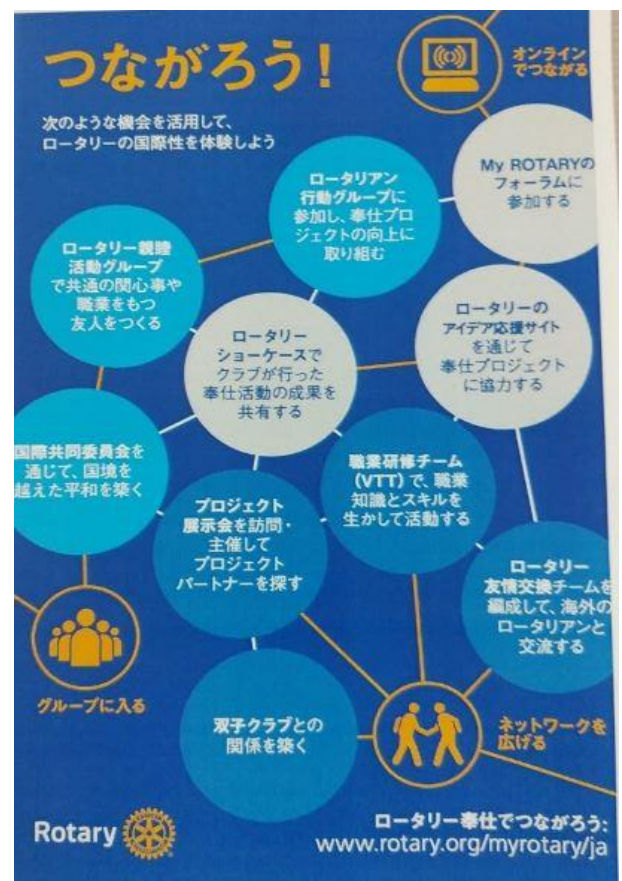 つながろう!
次のような機会を活用して、
ロータリーの国際性を体験しよう
オンライン
でつながる
My ROTARYの
フォーラムに
参加する
ロータリアン
行動グループに
参加し、奉仕プロ
ジェクトの向上に
取り組む
ロータリー親睦
活動グループ
で共通の関心事や
職業をもつ
友人をつくる
ロータリー
ショーケースで
クラブが行った
奉仕活動の成果を
共有する
ロータリーの
アイデア応援サイト
を通じて
奉仕プロジェクト
に協力する
国際共同委員会を
通じて、国境を
越えた平和を築く
プロジェクト
展示会を訪問・
主催して
プロジェクト
パートナーを探す
職業研修チーム
(VTT)で、職業
知識とスキルを
生かして活動する
ロータリー
友情交換チームを
編成して、海外の
ロータリアンと
交流する
グループに入る
双子クラブとの
関係を築く
ネットワークを
広げる
Rotary
ロータリー奉仕でつながろう:
www.rotary.org/myrotary/ja